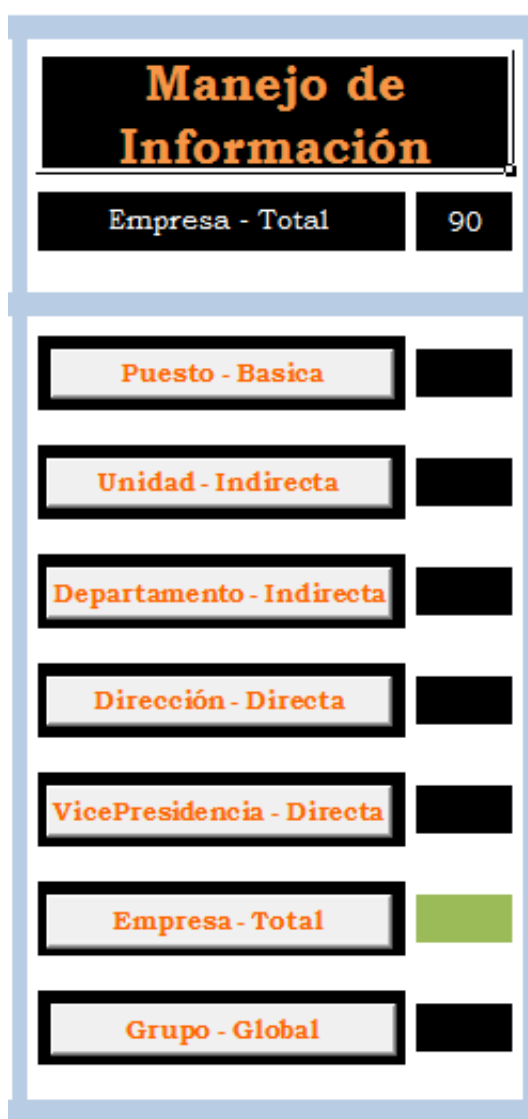 Manejo de
Información
Empresa - Total 90
Puesto - Basica
Unidad - Indirecta
Departamento - Indirecta
Dirección - Directa
VicePresidencia - Directa
Empresa - Total
Grupo - Global